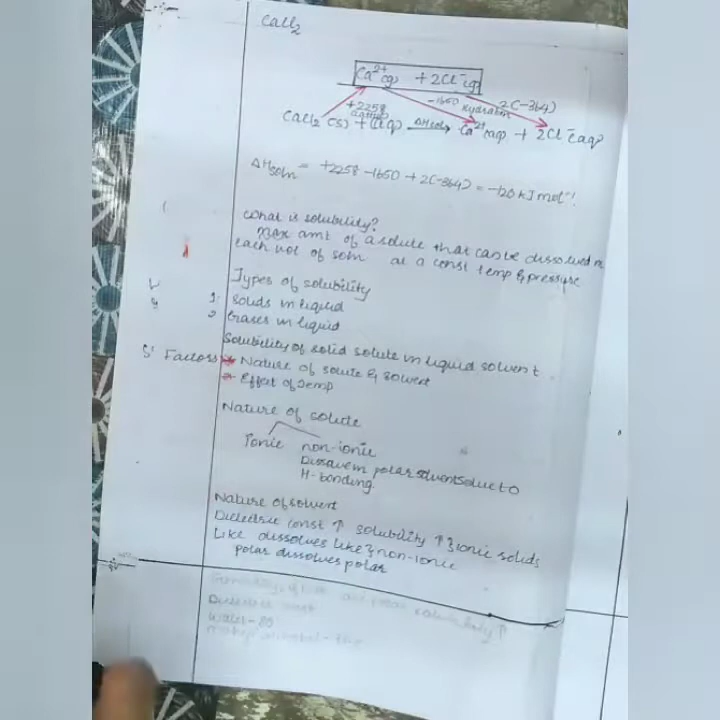 CaCl2
Ca2+(g) + 2Cl-(g)
+2258 -1650 Hydration 2(-364)
CaCl2 (s) + (aq) ΔHsoln → Ca2+(aq) + 2Cl-(aq)
ΔHsoln = +2258 -1650 + 2(-364) = -120 kJ mol-1
What is solubility?
Max amt of a solute that can be dissolved in
each vol of soln at a const temp & pressure
Types of solubility
1. Solids in liquid
2 Gases in liquid
Solubility of solid solute in liquid solvent.
Factors → Nature of solute & solvent
→ Effect of Temp
Nature of solute
Ionic non-ionic
Dissolve in polar solvents due to
H-bonding
Nature of solvent
Dielectric const ↑ solubility ↑ } ionic solids
Like dissolves like } non-ionic
polar dissolves polar
solubility ↑
Water - 80